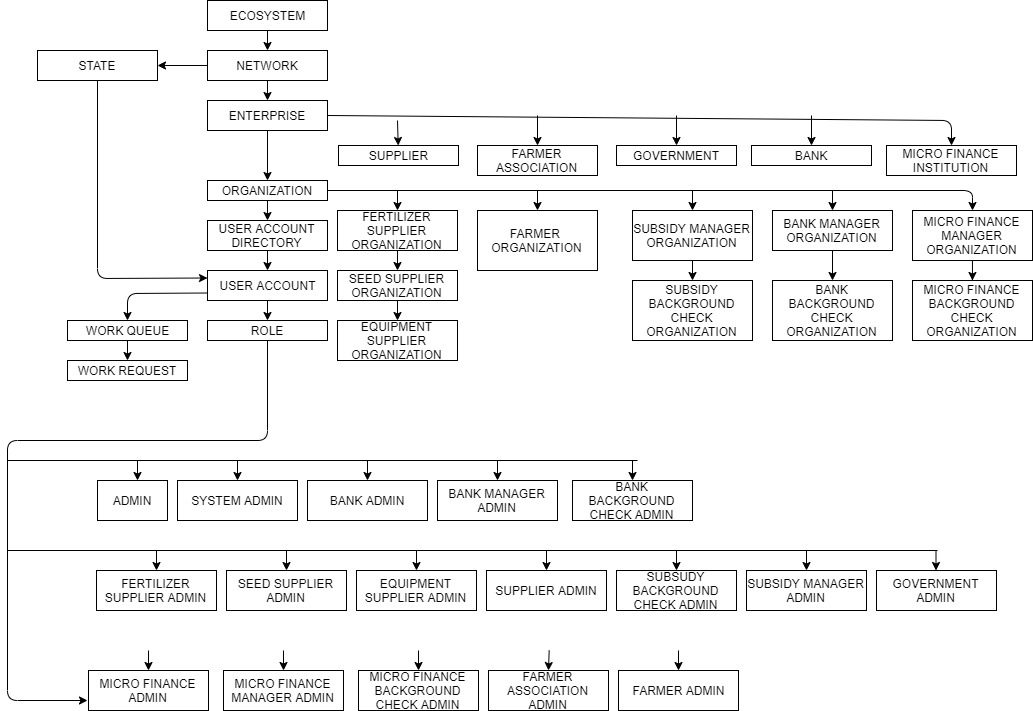 ECOSYSTEM
STATE
NETWORK
ENTERPRISE
SUPPLIER
FARMER
ASSOCIATION
GOVERNMENT
BANK
MICRO FINANCE
INSTITUTION
ORGANIZATION
USER ACCOUNT
DIRECTORY
FERTILIZER
SUPPLIER
ORGANIZATION
FARMER
ORGANIZATION
SUBSIDY MANAGER
ORGANIZATION
BANK MANAGER
ORGANIZATION
MICRO FINANCE
MANAGER
ORGANIZATION
USER ACCOUNT
SEED SUPPLIER
ORGANIZATION
SUBSIDY
BACKGROUND
CHECK
ORGANIZATION
BANK
BACKGROUND
CHECK
ORGANIZATION
MICRO FINANCE
BACKGROUND
CHECK
ORGANIZATION
WORK QUEUE
ROLE
EQUIPMENT
SUPPLIER
ORGANIZATION
WORK REQUEST
ADMIN
SYSTEM ADMIN
BANK ADMIN
BANK MANAGER
ADMIN
BANK
BACKGROUND
CHECK ADMIN
FERTILIZER
SUPPLIER ADMIN
SEED SUPPLIER
ADMIN
EQUIPMENT
SUPPLIER ADMIN
SUPPLIER ADMIN
SUBSUDY
BACKGROUND
CHECK ADMIN
SUBSIDY MANAGER
ADMIN
GOVERNMENT
ADMIN
MICRO FINANCE
ADMIN
MICRO FINANCE
MANAGER ADMIN
MICRO FINANCE
BACKGROUND
CHECK ADMIN
FARMER
ASSOCIATION
ADMIN
FARMER ADMIN